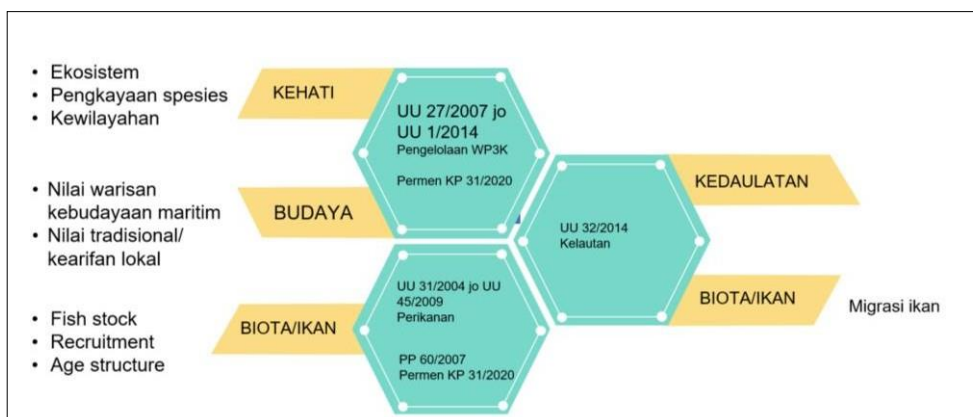 • Ekosistem
• Pengkayaan spesies
• Kewilayahan
KEHATI
UU 27/2007 jo
UU 1/2014
Pengelolaan WP3K
Permen KP 31/2020
• Nilai warisan
kebudayaan maritim
• Nilai tradisional/
kearifan lokal
BUDAYA
• Fish stock
• Recruitment
• Age structure
BIOTA/IKAN
UU 31/2004 jo UU
45/2009
Perikanan
PP 60/2007
Permen KP 31/2020
UU 32/2014
Kelautan
KEDAULATAN
BIOTA/IKAN
Migrasi ikan